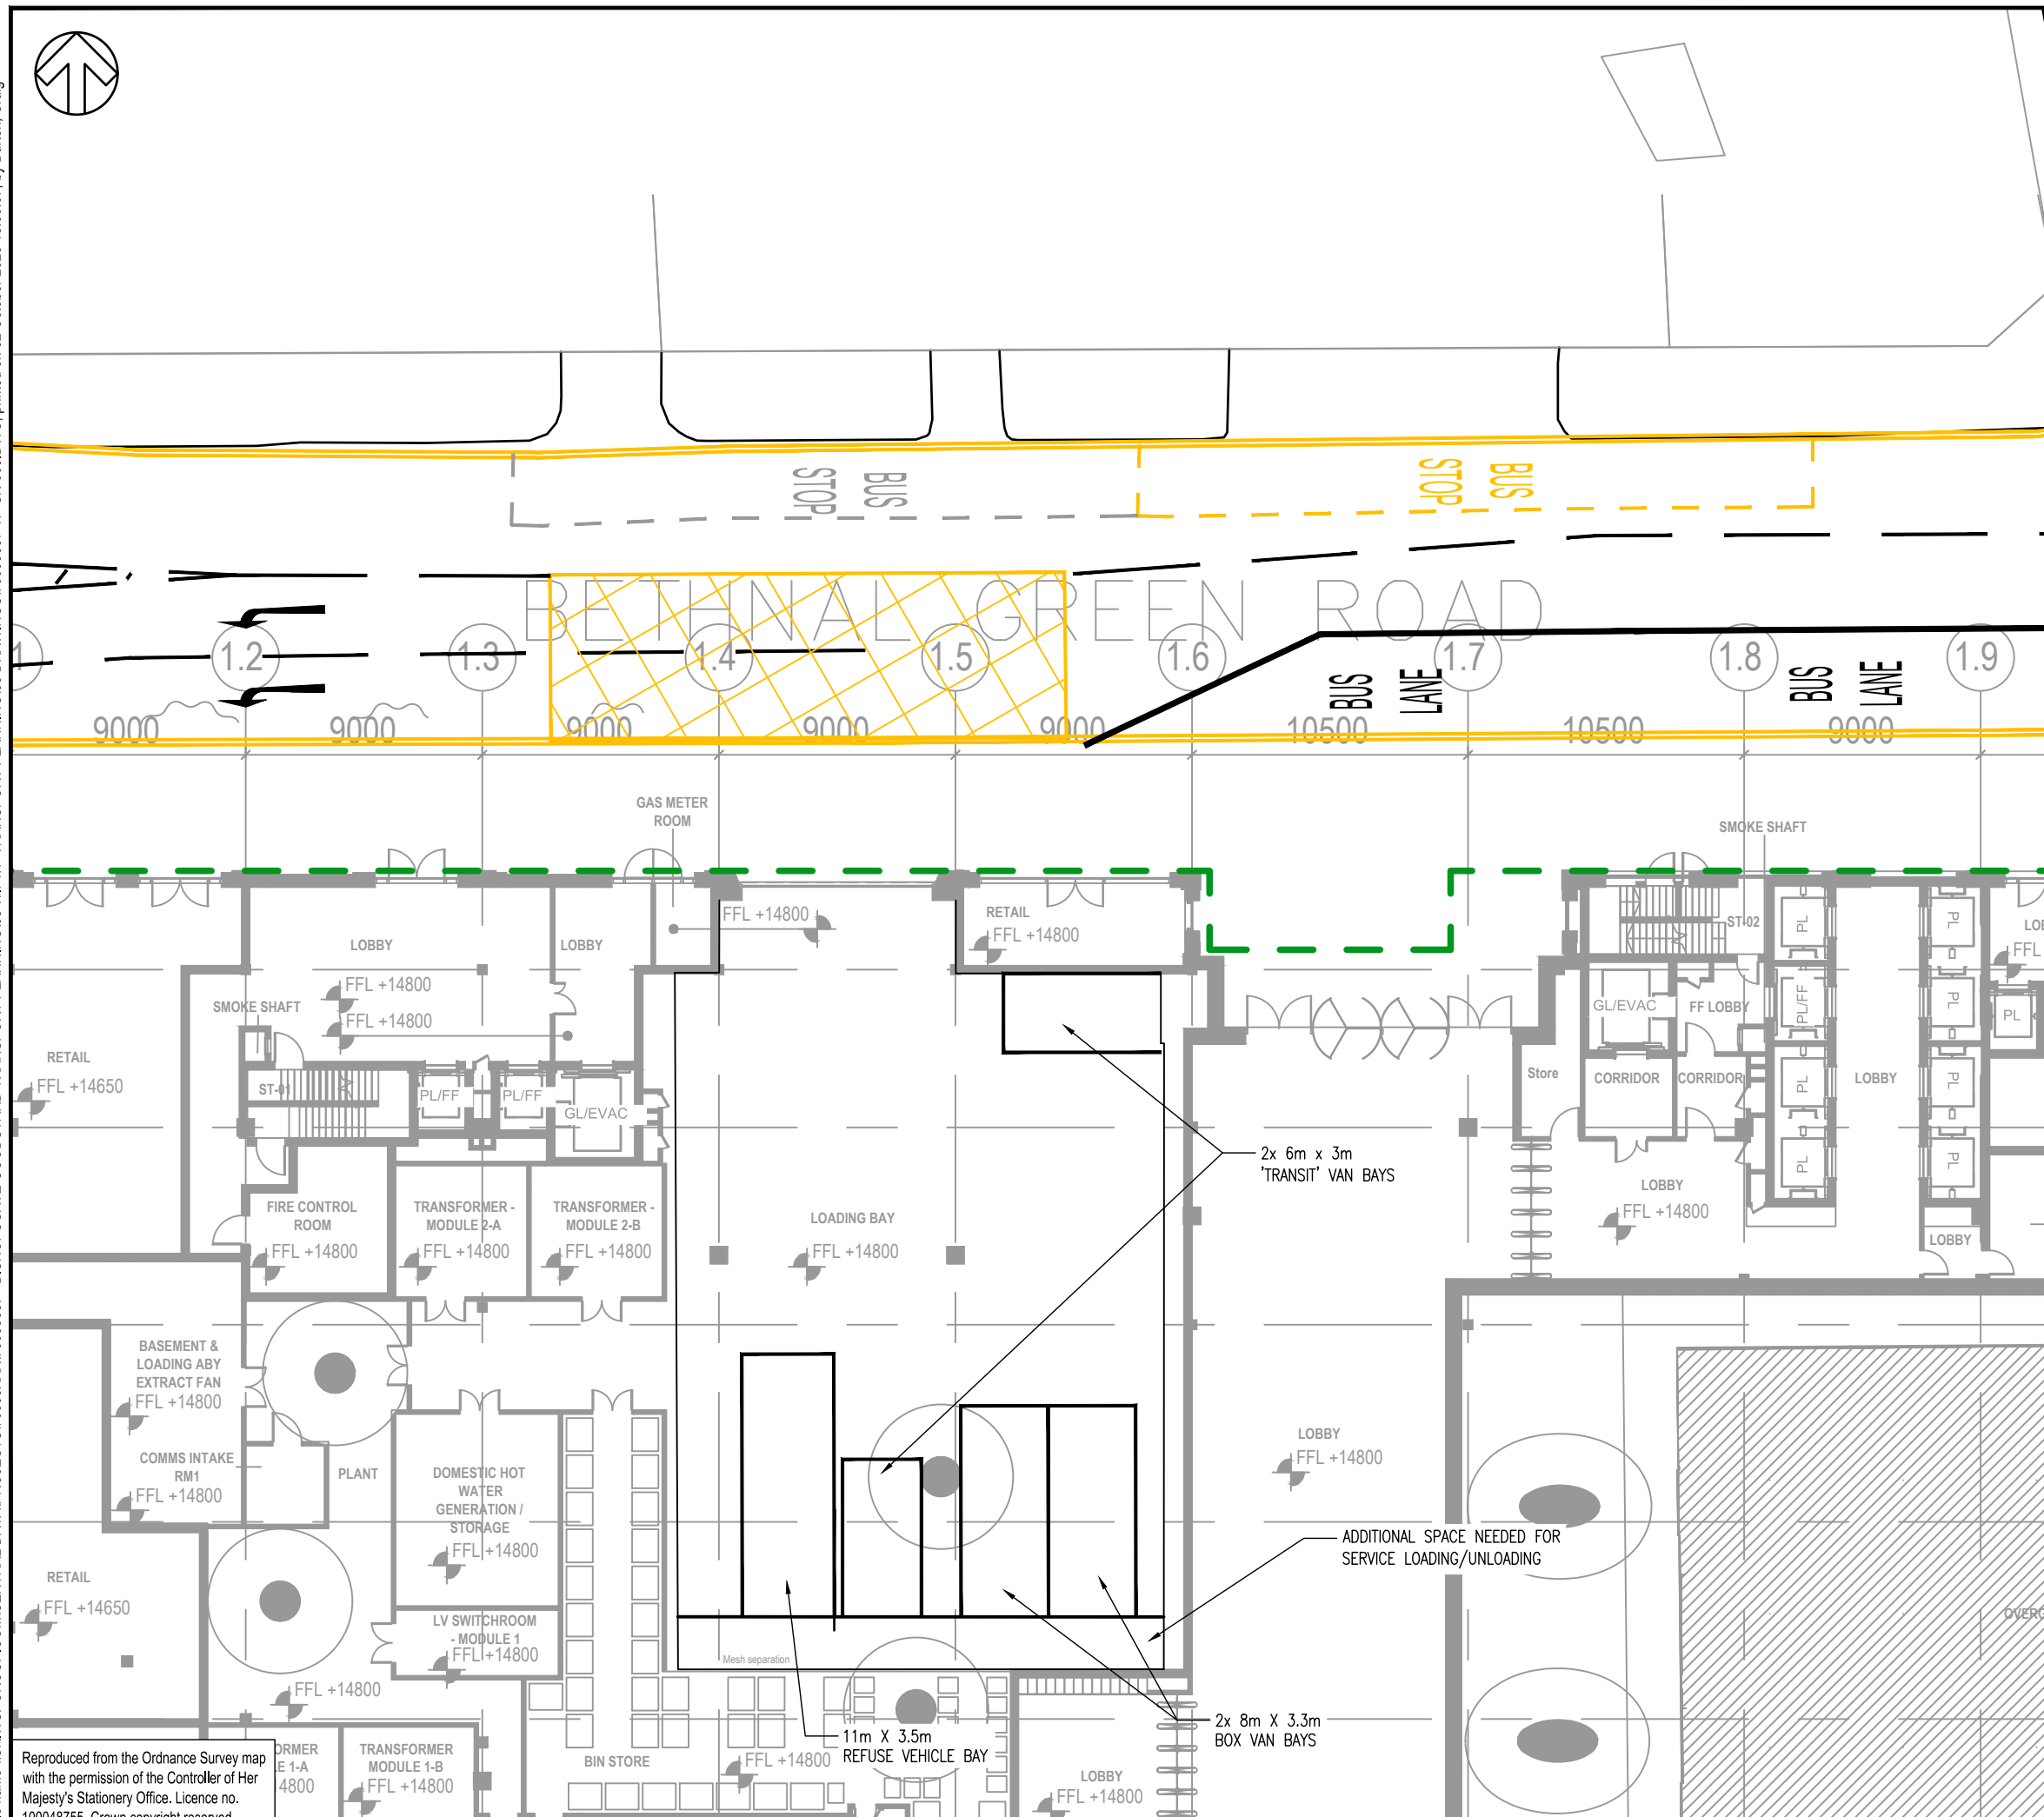 BUS
STOP
BUS
STOP
BETHNAL GREEN ROAD
1.2
1.3
1.4
1.5
1.6
1.7
1.8
1.9
BUS
LANE
BUS
LANE
9000
9000
9000
9000
9000
10500
10500
9000
GAS METER
ROOM
SMOKE SHAFT
FFL +14800
RETAIL
FFL +14800
LOBBY
LOBBY
ST-02
PL
PL
FFL
FFL +14800
FFL +14800
SMOKE SHAFT
GL/EVAC
FF LOBBY
PL/FF
PL
PL
RETAIL
FFL +14650
ST-01
PL/FF
PL/FF
GL/EVAC
Store
CORRIDOR
CORRIDOR
PL
LOBBY
PL
PL
PL
2x 6m x 3m
'TRANSIT' VAN BAYS
FIRE CONTROL
ROOM
FFL +14800
TRANSFORMER -
MODULE 2-A
FFL +14800
TRANSFORMER -
MODULE 2-B
FFL +14800
LOADING BAY
FFL +14800
LOBBY
FFL +14800
LOBBY
BASEMENT &
LOADING ABY
EXTRACT FAN
FFL +14800
COMMS INTAKE
RM1
FFL +14800
PLANT
DOMESTIC HOT
WATER
GENERATION /
STORAGE
FFL +14800
LOBBY
FFL +14800
ADDITIONAL SPACE NEEDED FOR
SERVICE LOADING/UNLOADING
RETAIL
FFL +14650
LV SWITCHROOM
- MODULE 1
FFL +14800
Mesh separation
FFL +14800
11m X 3.5m
REFUSE VEHICLE BAY
2x 8m X 3.3m
BOX VAN BAYS
TRANSFORMER
MODULE 1-B
FFL +14800
BIN STORE
FFL +14800
LOBBY
FFL +14800
Reproduced from the Ordnance Survey map
with the permission of the Controller of Her
Majesty's Stationery Office. Licence no.
100048755. Crown copyright reserved